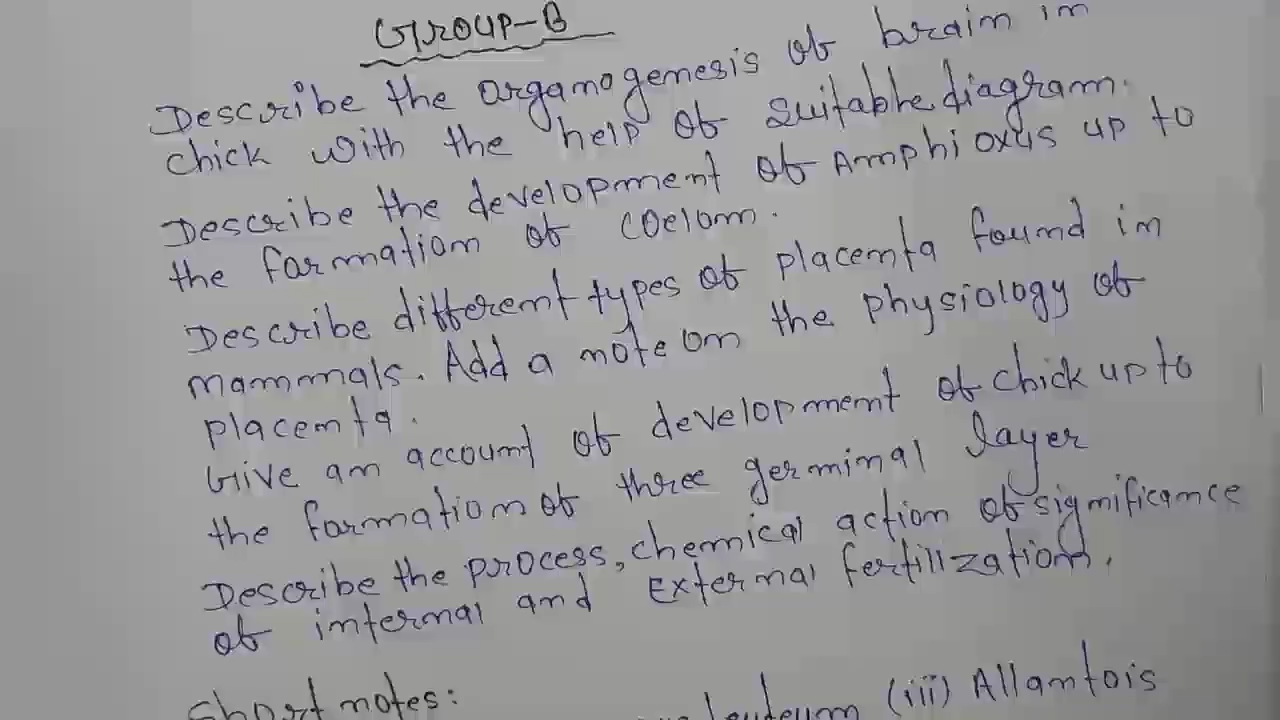 GROUP-B
Describe the organogenesis of brain in
chick with the help of suitable diagram.
Describe the development of Amphioxus up to
the formation of coelom.
Describe different types of placenta found in
mammals. Add a note on the physiology of
placenta.
Give an account of development of chick up to
the formation of three germinal layer
Describe the process, chemical action of significance
of internal and External fertilization.
Short notes: (iii) Allantois